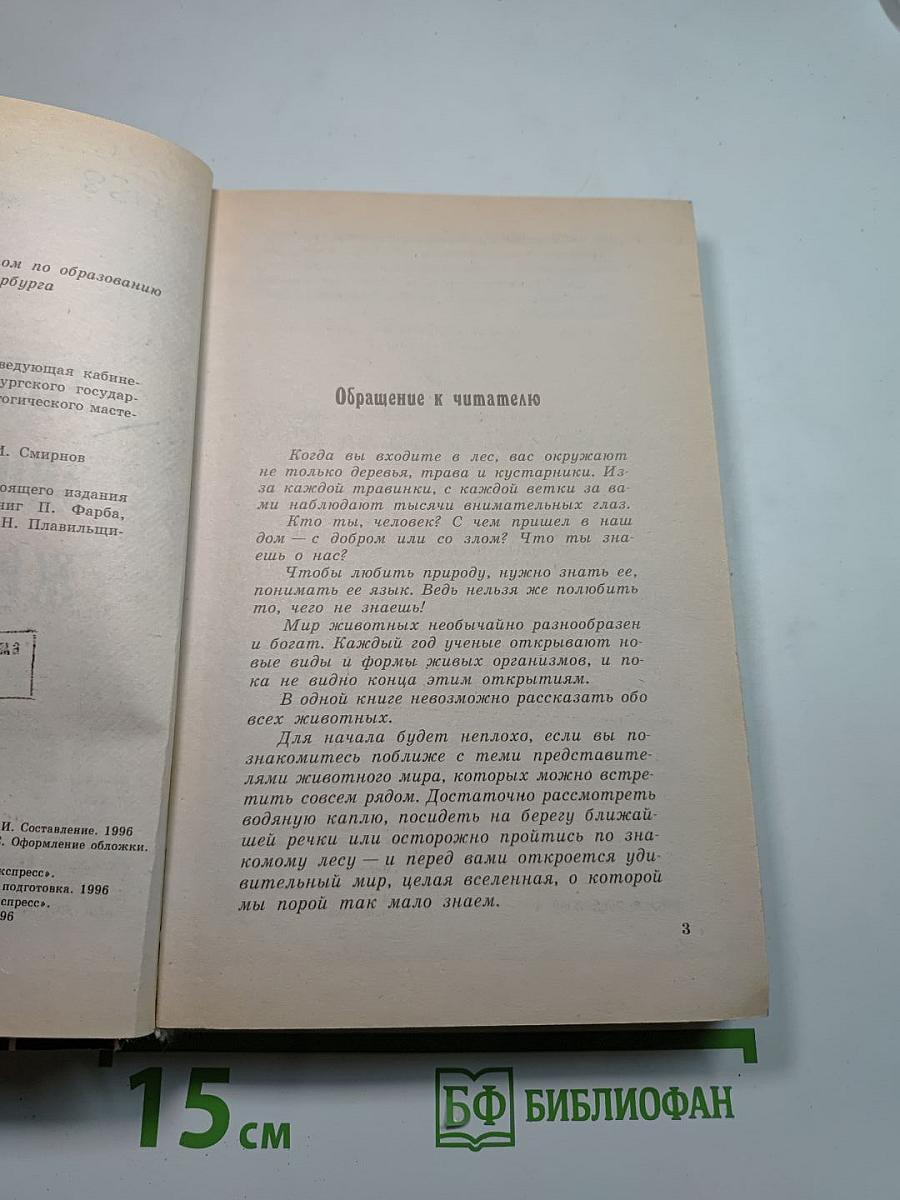 ом по образованию
рбурга
ведующая кабине-
ургского государ-
огического масте-
И. Смирнов
оящего издания
ниг П. Фарба,
Н. Плавильщи-
И. Составление. 1996
Оформление обложки.
кспресс».
подготовка. 1996
спресс».
96
Обращение к читателю
Когда вы входите в лес, вас окружают
не только деревья, трава и кустарники. Из-
за каждой травинки, с каждой ветки за ва-
ми наблюдают тысячи внимательных глаз.
Кто ты, человек? С чем пришел в наш
дом — с добром или со злом? Что ты зна-
ешь о нас?
Чтобы любить природу, нужно знать ее,
понимать ее язык. Ведь нельзя же полюбить
то, чего не знаешь!
Мир животных необычайно разнообразен
и богат. Каждый год ученые открывают но-
вые виды и формы живых организмов, и по-
ка не видно конца этим открытиям.
В одной книге невозможно рассказать обо
всех животных.
Для начала будет неплохо, если вы по-
знакомитесь поближе с теми представите-
лями животного мира, которых можно встре-
тить совсем рядом. Достаточно рассмотреть
водяную каплю, посидеть на берегу ближай-
шей речки или осторожно пройтись по зна-
комому лесу — и перед вами откроется уди-
вительный мир, целая вселенная, о которой
мы порой так мало знаем.
3
15 см
БФ БИБЛИОФАН